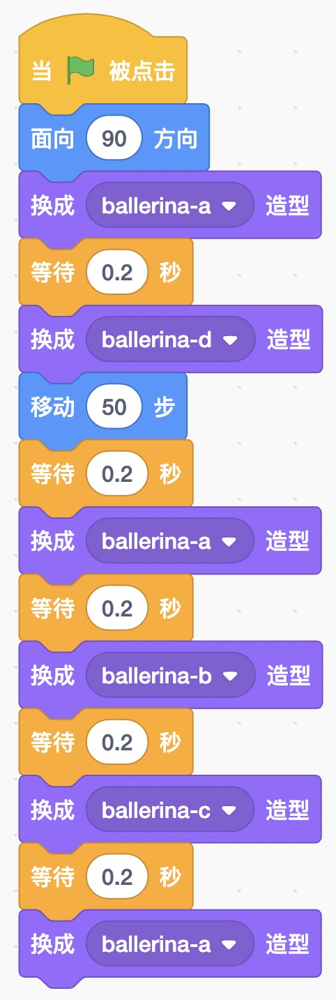 当 被点击
面向 90 方向
换成 ballerina-a 造型
等待 0.2 秒
换成 ballerina-d 造型
移动 50 步
等待 0.2 秒
换成 ballerina-a 造型
等待 0.2 秒
换成 ballerina-b 造型
等待 0.2 秒
换成 ballerina-c 造型
等待 0.2 秒
换成 ballerina-a 造型